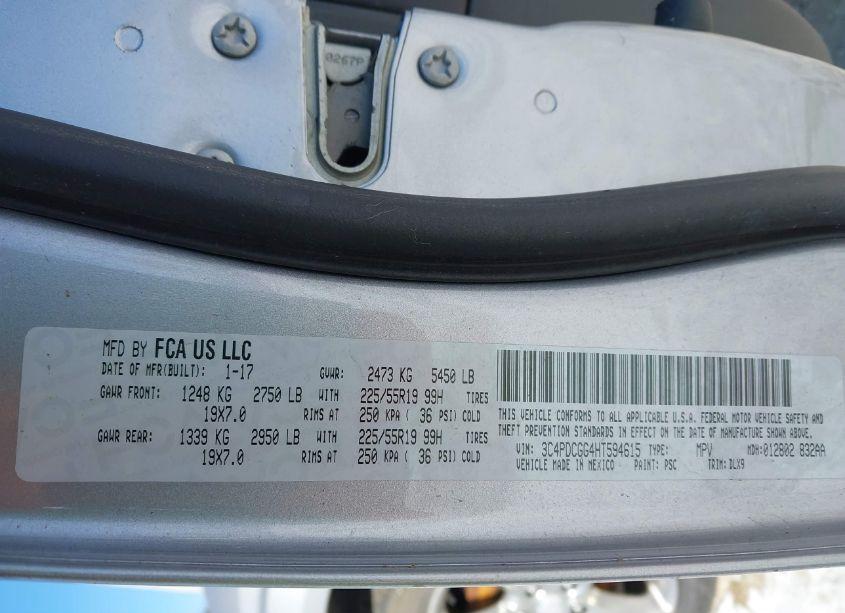 0267P
MFD BY FCA US LLC
DATE OF MFR(BUILT): 1-17 GVWR: 2473 KG 5450 LB
GAWR FRONT: 1248 KG 2750 LB WITH 225/55R19 99H TIRES
19X7.0 RIMS AT 250 KPA ( 36 PSI) COLD
GAWR REAR: 1339 KG 2950 LB WITH 225/55R19 99H TIRES
19X7.0 RIMS AT 250 KPA ( 36 PSI) COLD
THIS VEHICLE CONFORMS TO ALL APPLICABLE U.S.A. FEDERAL MOTOR VEHICLE SAFETY AND
THEFT PREVENTION STANDARDS IN EFFECT ON THE DATE OF MANUFACTURE SHOWN ABOVE.
VIN: 3C4PDCGG4HT594615 TYPE: MPV MDH: 012802 832AA
VEHICLE MADE IN MEXICO PAINT: PSC TRIM: DLX9